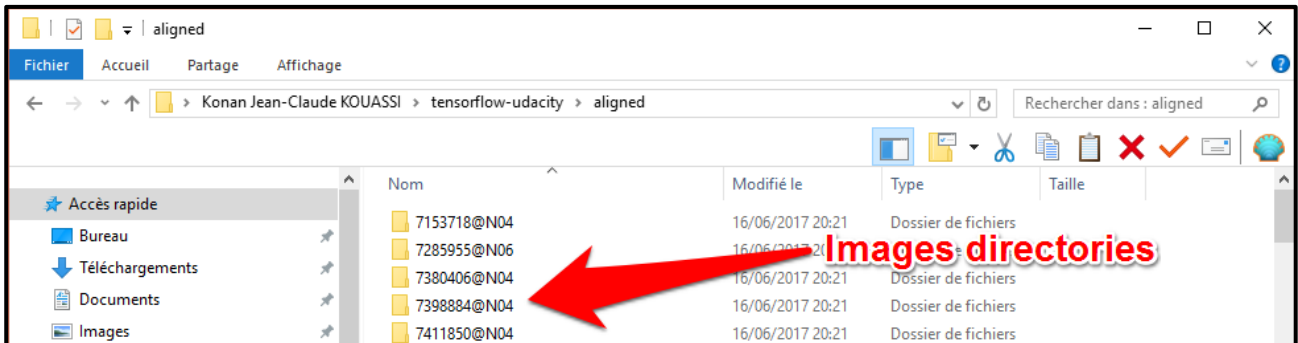 aligned
Fichier Accueil Partage Affichage
Konan Jean-Claude KOUASSI > tensorflow-udacity > aligned Rechercher dans : aligned
Nom Modifié le Type Taille
Accès rapide
Bureau
Téléchargements
Documents
Images
7153718@N04 16/06/2017 20:21 Dossier de fichiers
7285955@N06 16/06/2017
7380406@N04 16/06/2017 20:21 Dossier de fichiers
7398884@N04 16/06/2017 20:21 Dossier de fichiers
7411850@N04 16/06/2017 20:21 Dossier de fichiers
Images directories